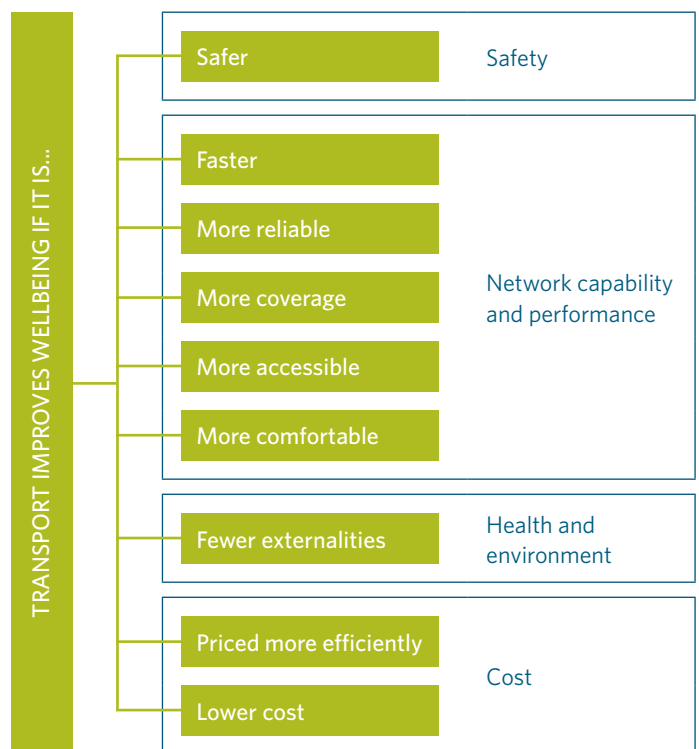 TRANSPORT IMPROVES WELLBEING IF IT IS...
Safer
Safety
Faster
More reliable
More coverage
More accessible
More comfortable
Network capability
and performance
Fewer externalities
Health and
environment
Priced more efficiently
Lower cost
Cost